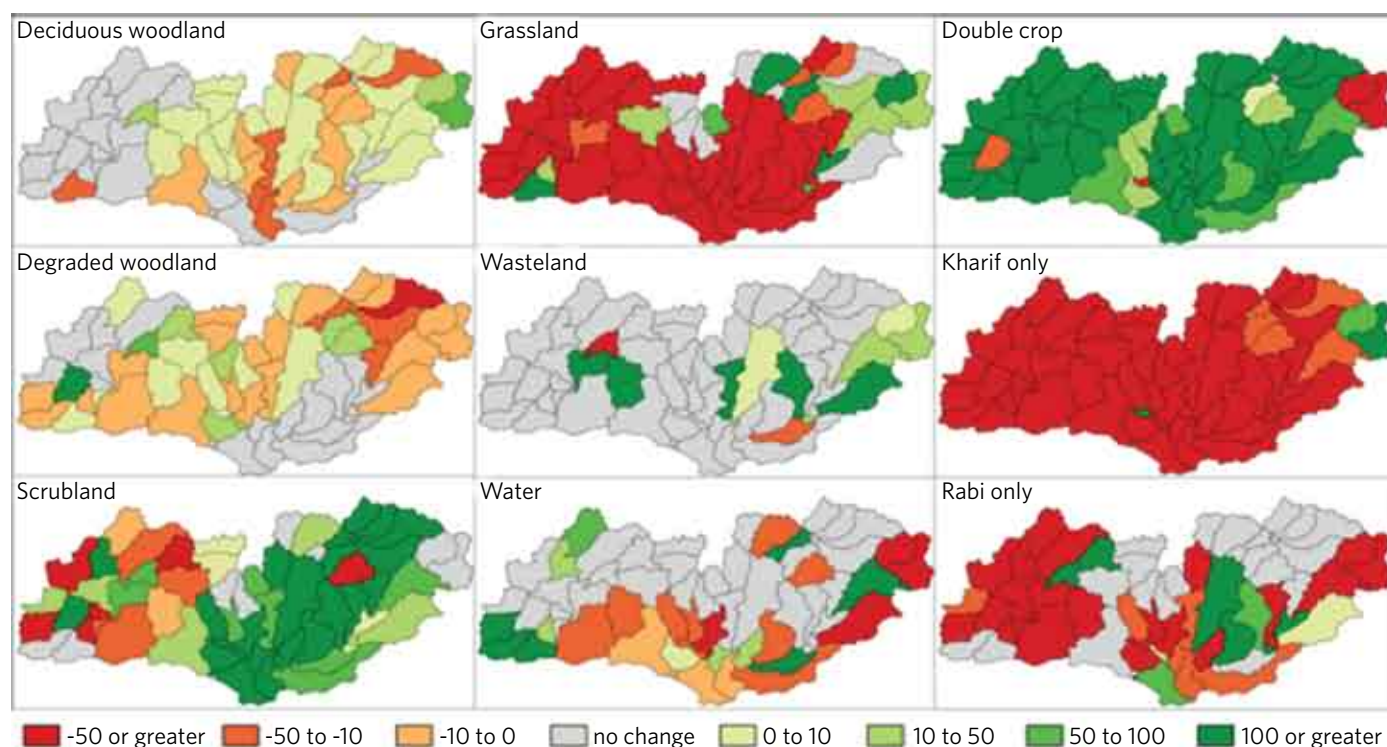 Deciduous woodland
Grassland
Double crop
Degraded woodland
Wasteland
Kharif only
Scrubland
Water
Rabi only
-50 or greater
-50 to -10
-10 to 0
no change
0 to 10
10 to 50
50 to 100
100 or greater